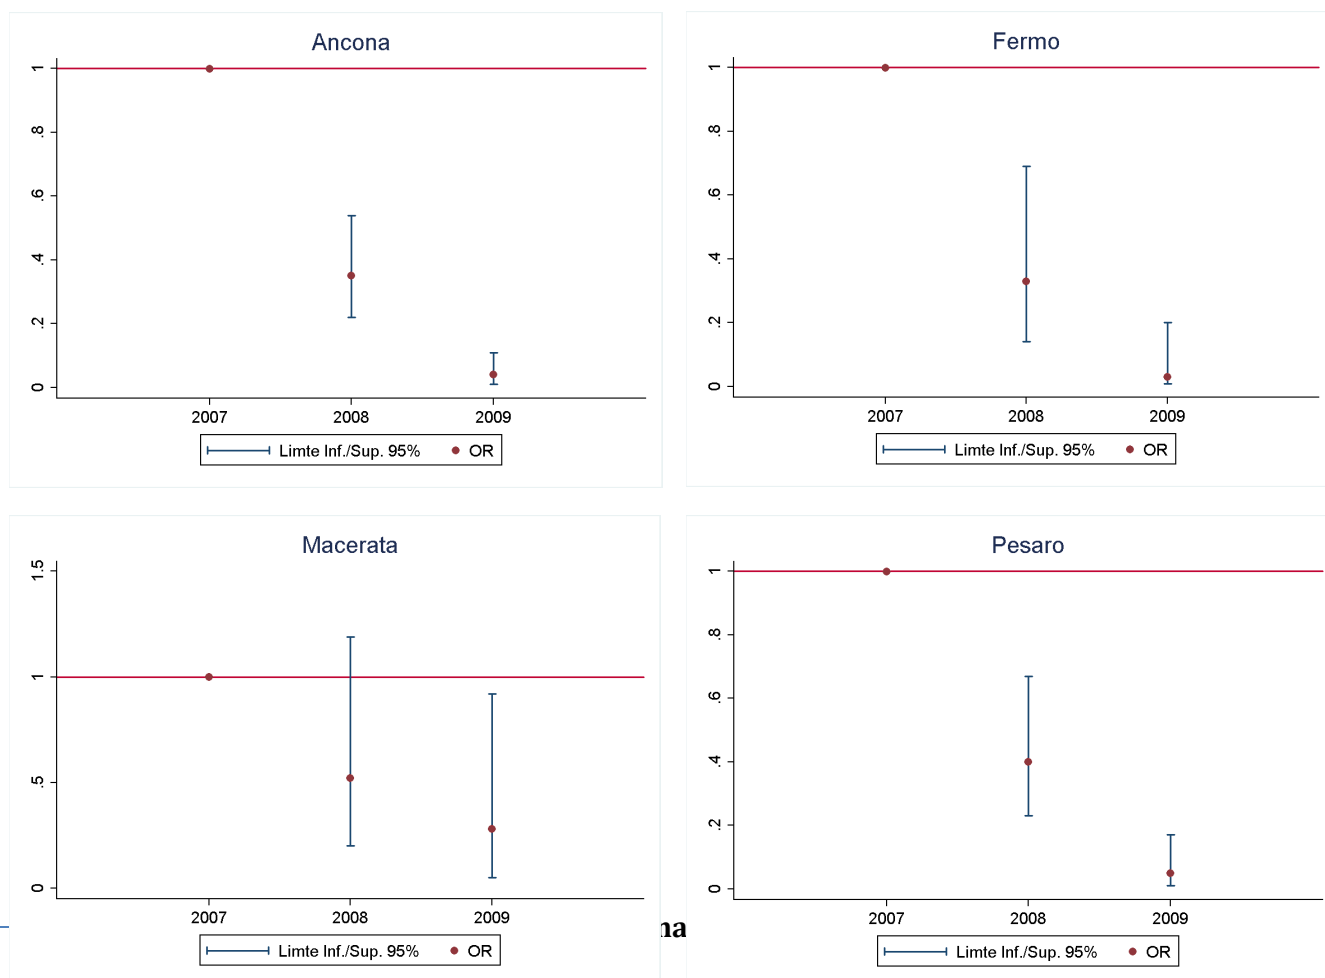 Ancona
1
.8
.6
.4
.2
0
2007 2008 2009
Limte Inf./Sup. 95% OR
Fermo
1
.8
.6
.4
.2
0
2007 2008 2009
Limte Inf./Sup. 95% OR
Macerata
1.5
1
.5
0
2007 2008 2009
Limte Inf./Sup. 95% OR
Pesaro
1
.8
.6
.4
.2
0
2007 2008 2009
Limte Inf./Sup. 95% OR